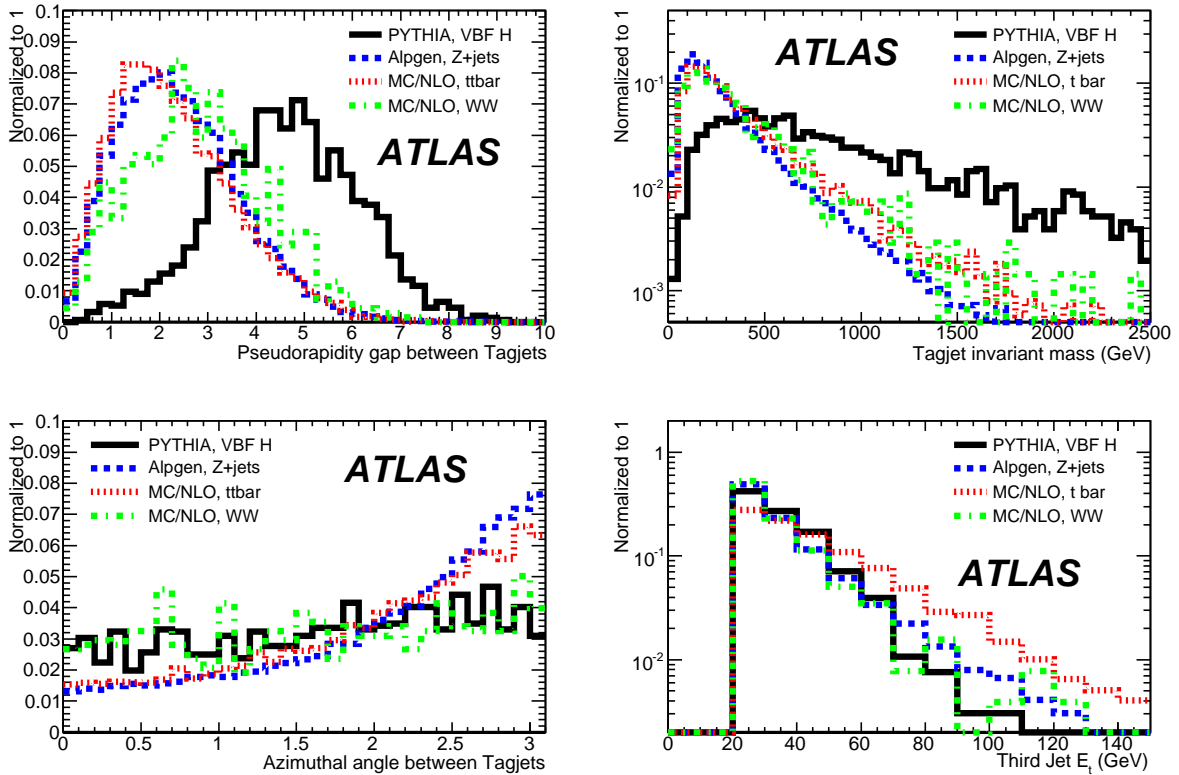 Normalized to 1
0.1
0.09
0.08
0.07
0.06
0.05
0.04
0.03
0.02
0.01
0
PYTHIA, VBF H
Alpgen, Z+jets
MC/NLO, ttbar
MC/NLO, WW
ATLAS
0 1 2 3 4 5 6 7 8 9 10
Pseudorapidity gap between Tagjets
Normalized to 1
10-1
10-2
10-3
ATLAS
PYTHIA, VBF H
Alpgen, Z+jets
MC/NLO, t bar
MC/NLO, WW
0 500 1000 1500 2000 2500
Tagjet invariant mass (GeV)
Normalized to 1
0.1
0.09
0.08
0.07
0.06
0.05
0.04
0.03
0.02
0.01
0
PYTHIA, VBF H
Alpgen, Z+jets
MC/NLO, ttbar
MC/NLO, WW
ATLAS
0 0.5 1 1.5 2 2.5 3
Azimuthal angle between Tagjets
Normalized to 1
1
10-1
10-2
PYTHIA, VBF H
Alpgen, Z+jets
MC/NLO, t bar
MC/NLO, WW
ATLAS
0 20 40 60 80 100 120 140
Third Jet Et (GeV)